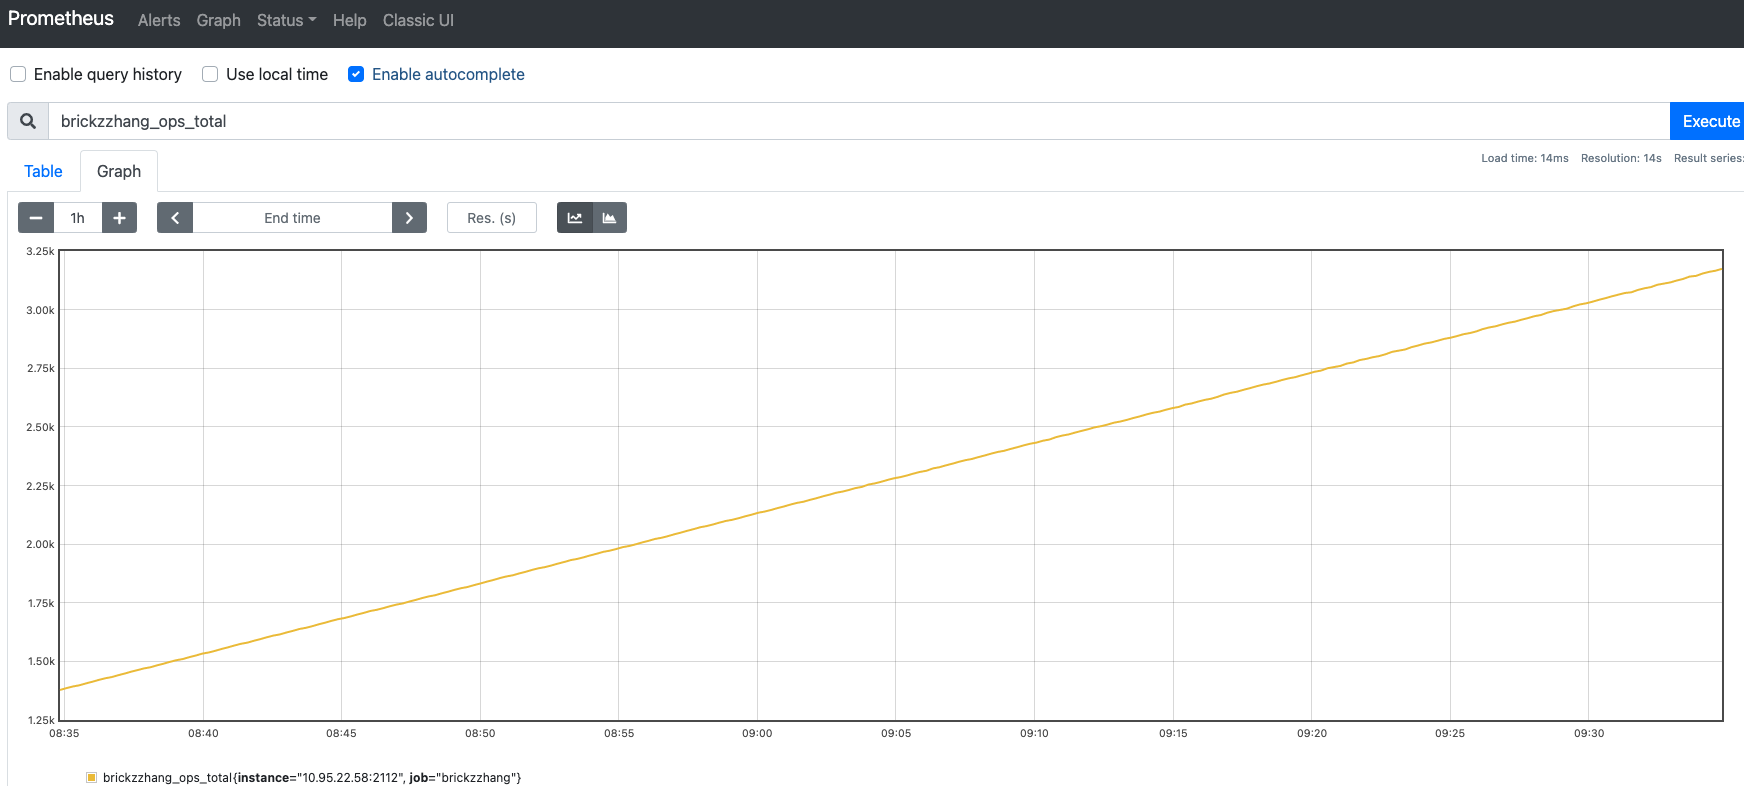 Prometheus Alerts Graph Status Help Classic UI
Enable query history Use local time Enable autocomplete
brickzzhang_ops_total Execute
Load time: 14ms Resolution: 14s Result series:
Table Graph
1h End time Res. (s)
3.25k
3.00k
2.75k
2.50k
2.25k
2.00k
1.75k
1.50k
1.25k
08:35 08:40 08:45 08:50 08:55 09:00 09:05 09:10 09:15 09:20 09:25 09:30
brickzzhang_ops_total{instance="10.95.22.58:2112", job="brickzzhang"}